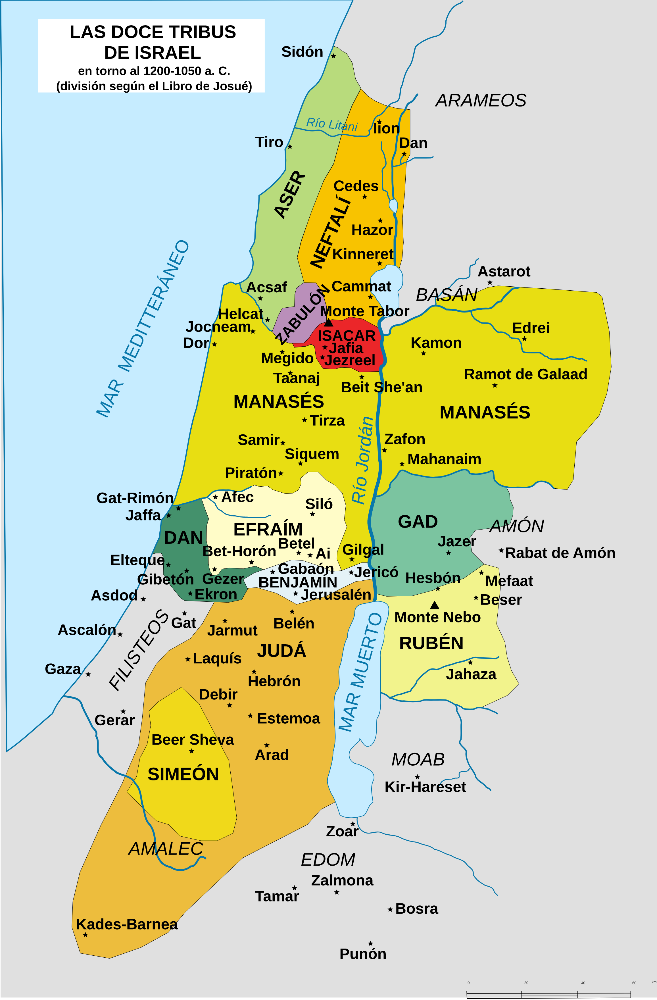 LAS DOCE TRIBUS
DE ISRAEL
en torno al 1200-1050 a. C.
(división según el Libro de Josué)
Sidón
ARAMEOS
Río Litani
Iion
Tiro
Dan
ASER
Cedes
NEFTALÍ
Hazor
Kinneret
MAR MEDITTERÁNEO
Astarot
Acsaf
Cammat
BASÁN
ZABULÓN
Helcat
Monte Tabor
Jocneam
Edrei
Dor
ISACAR
Kamon
Jafia
Megido
Jezreel
Taanaj
Ramot de Galaad
Beit She'an
MANASÉS
MANASÉS
Tirza
Samir
Zafon
Siquem
Río Jordán
Mahanaim
Piratón
Gat-Rimón
Afec
Jaffa
Siló
GAD
AMÓN
DAN
EFRAÍM
Betel
Jazer
Bet-Horón
Ai
Gilgal
Rabat de Amón
Elteque
Gabaón
Jericó
Gibetón
Gezer
BENJAMÍN
Hesbón
Mefaat
Asdod
Ekron
Jerusalén
Beser
Gat
Belén
Monte Nebo
Ascalón
Jarmut
FILISTEOS
JUDÁ
RUBÉN
Laquís
MAR MUERTO
Gaza
Hebrón
Jahaza
Debir
Gerar
Estemoa
Beer Sheva
Arad
MOAB
SIMEÓN
Kir-Hareset
Zoar
AMALEC
EDOM
Zalmona
Tamar
Bosra
Kades-Barnea
Punón
0 20 40 60 km